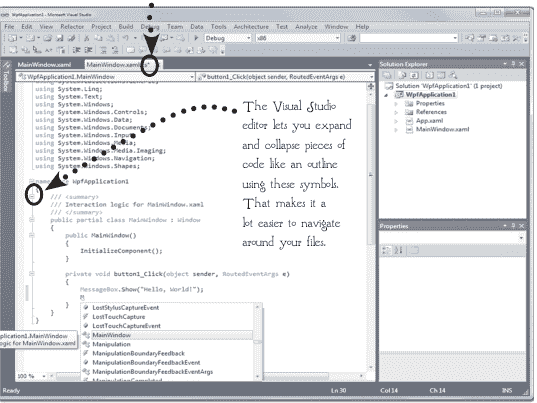 WpfApplication1 - Microsoft Visual Studio
File Edit View Refactor Project Build Debug Team Data Tools Architecture Test Analyze Window Help
Debug x86
MainWindow.xaml MainWindow.xaml
WpfApplication1.MainWindow button1_Click(object sender, RoutedEventArgs e)
Toolbox
using System.Linq;
using System.Text;
using System.Windows;
using System.Windows.Controls;
using System.Windows.Data;
using System.Windows.Documents;
using System.Windows.Input;
using System.Windows.Media;
using System.Windows.Media.Imaging;
using System.Windows.Navigation;
using System.Windows.Shapes;
WpfApplication1
{
/// <summary>
/// Interaction logic for MainWindow.xaml
/// </summary>
public partial class MainWindow : Window
{
public MainWindow()
{
InitializeComponent();
}
private void button1_Click(object sender, RoutedEventArgs e)
{
MessageBox.Show("Hello, World!");
}
}
}
LostStylusCaptureEvent
LostTouchCapture
LostTouchCaptureEvent
MainWindow
Manipulation
ManipulationBoundaryFeedback
ManipulationBoundaryFeedbackEvent
ManipulationBoundaryFeedbackEventArgs
ManipulationCompleted
plication1.MainWindow
ogic for MainWindow.xaml
The Visual Studio
editor lets you expand
and collapse pieces of
code like an outline
using these symbols.
That makes it a
lot easier to navigate
around your files.
Solution Explorer
Solution 'WpfApplication1' (1 project)
WpfApplication1
Properties
References
App.xaml
MainWindow.xaml
Properties
100 %
Ready Ln 30 Col 14 Ch 14 INS